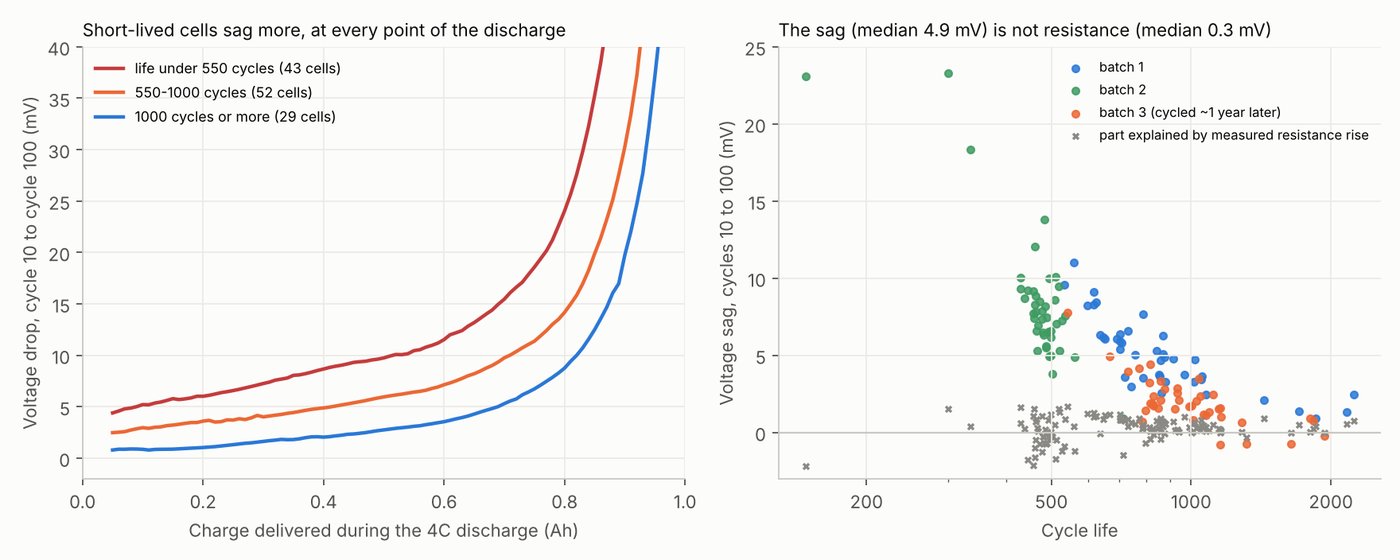 Short-lived cells sag more, at every point of the discharge
Voltage drop, cycle 10 to cycle 100 (mV)
40
35
30
25
20
15
10
5
0
life under 550 cycles (43 cells)
550-1000 cycles (52 cells)
1000 cycles or more (29 cells)
0.0
0.2
0.4
0.6
0.8
1.0
Charge delivered during the 4C discharge (Ah)
The sag (median 4.9 mV) is not resistance (median 0.3 mV)
Voltage sag, cycles 10 to 100 (mV)
25
20
15
10
5
0
batch 1
batch 2
batch 3 (cycled ~1 year later)
part explained by measured resistance rise
200
500
1000
2000
Cycle life